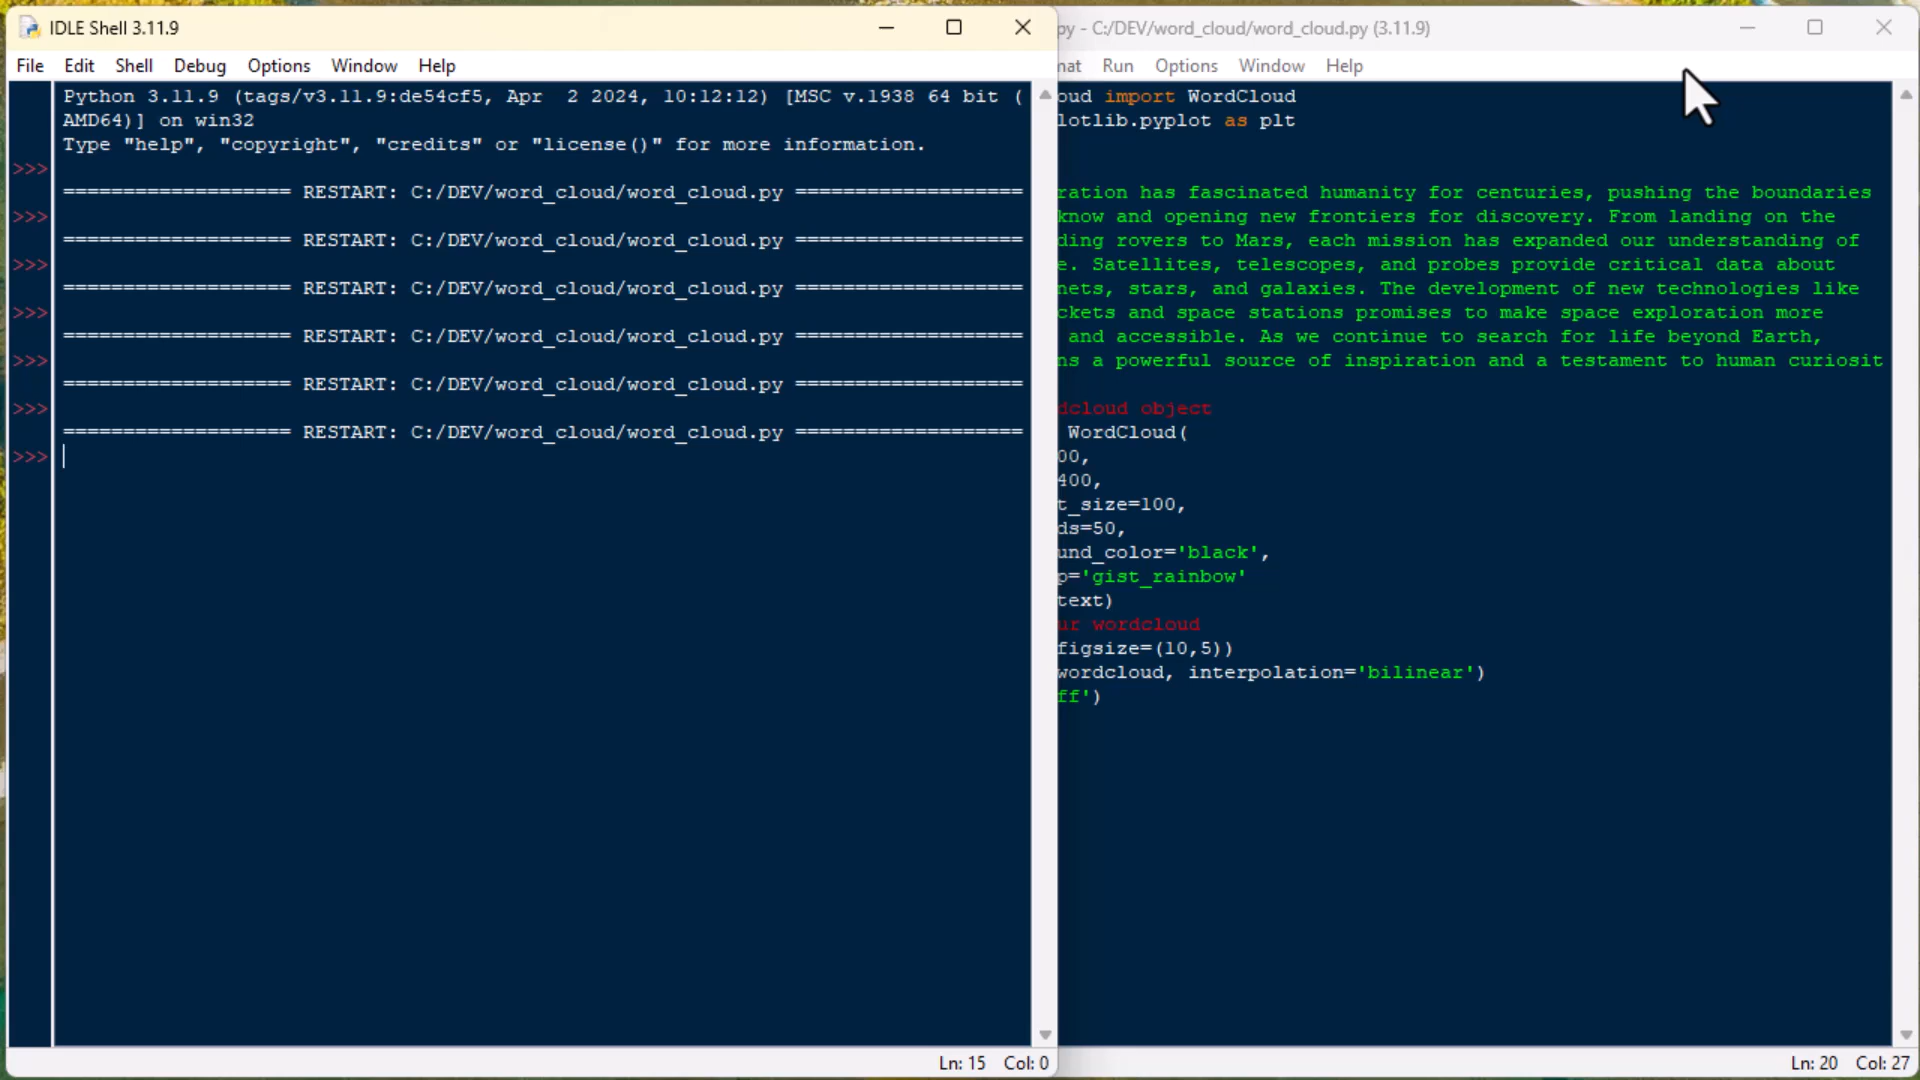 IDLE Shell 3.11.9
File Edit Shell Debug Options Window Help
Python 3.11.9 (tags/v3.11.9:de54cf5, Apr  2 2024, 10:12:12) [MSC v.1938 64 bit (
AMD64)] on win32
Type "help", "copyright", "credits" or "license()" for more information.
>>>
=================== RESTART: C:/DEV/word_cloud/word_cloud.py ===================
>>>
=================== RESTART: C:/DEV/word_cloud/word_cloud.py ===================
>>>
=================== RESTART: C:/DEV/word_cloud/word_cloud.py ===================
>>>
=================== RESTART: C:/DEV/word_cloud/word_cloud.py ===================
>>>
=================== RESTART: C:/DEV/word_cloud/word_cloud.py ===================
>>>
=================== RESTART: C:/DEV/word_cloud/word_cloud.py ===================
>>>
Ln: 15 Col: 0
py - C:/DEV/word_cloud/word_cloud.py (3.11.9)
mat Run Options Window Help
oud import WordCloud
lotlib.pyplot as plt
ration has fascinated humanity for centuries, pushing the boundaries
know and opening new frontiers for discovery. From landing on the
ding rovers to Mars, each mission has expanded our understanding of
e. Satellites, telescopes, and probes provide critical data about
nets, stars, and galaxies. The development of new technologies like
ckets and space stations promises to make space exploration more
and accessible. As we continue to search for life beyond Earth,
ns a powerful source of inspiration and a testament to human curiosit
dcloud object
WordCloud(
00,
400,
t_size=100,
ds=50,
und_color='black',
p='gist_rainbow'
text)
ur wordcloud
figsize=(10,5))
wordcloud, interpolation='bilinear')
ff')
Ln: 20 Col: 27